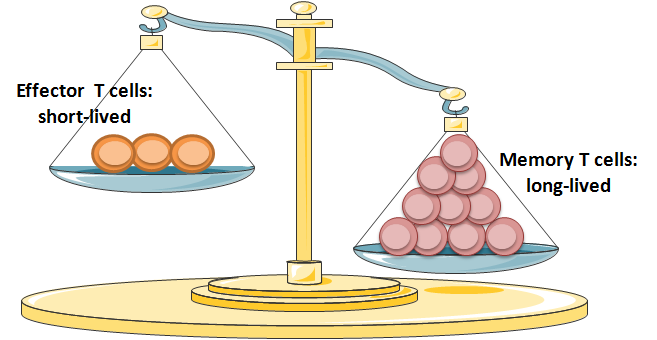 Effector T cells:
short-lived
Memory T cells:
long-lived